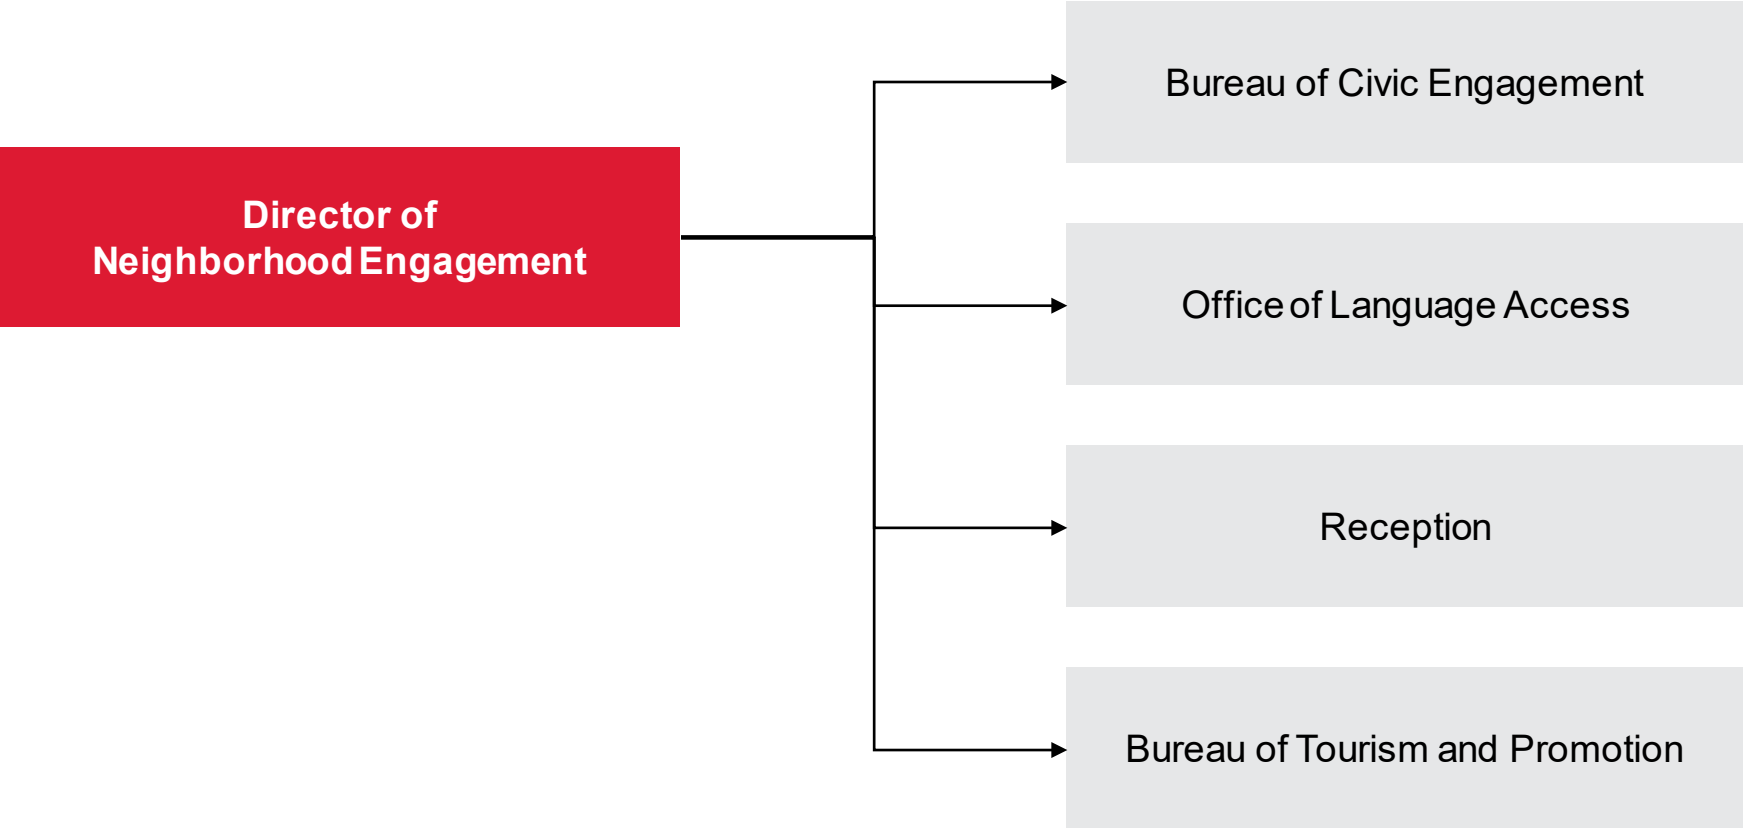 Director of
Neighborhood Engagement
Bureau of Civic Engagement
Office of Language Access
Reception
Bureau of Tourism and Promotion